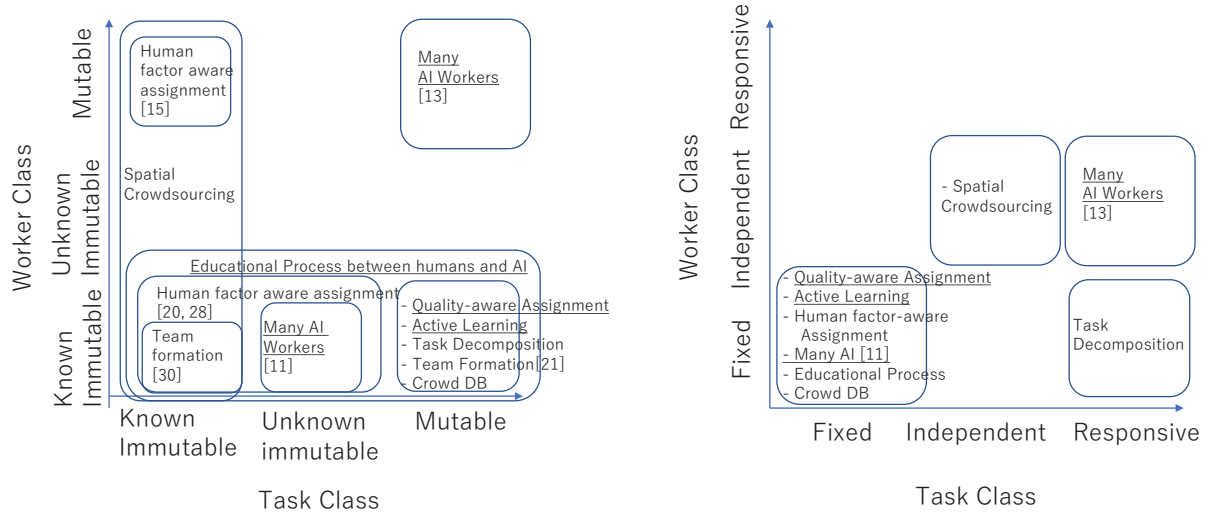 Worker Class
Mutable
Unknown
Immutable
Known
Immutable
Human
factor aware
assignment
[15]
Many
AI Workers
[13]
Spatial
Crowdsourcing
Educational Process between humans and AI
Human factor aware assignment
[20, 28]
Team
formation
[30]
Many AI
Workers
[11]
- Quality-aware Assignment
- Active Learning
- Task Decomposition
- Team Formation[21]
- Crowd DB
Known
Immutable
Unknown
immutable
Mutable
Task Class
Worker Class
Responsive
Independent
Fixed
- Spatial
Crowdsourcing
Many
AI Workers
[13]
- Quality-aware Assignment
- Active Learning
- Human factor-aware
Assignment
- Many AI [11]
- Educational Process
- Crowd DB
Task
Decomposition
Fixed
Independent
Responsive
Task Class